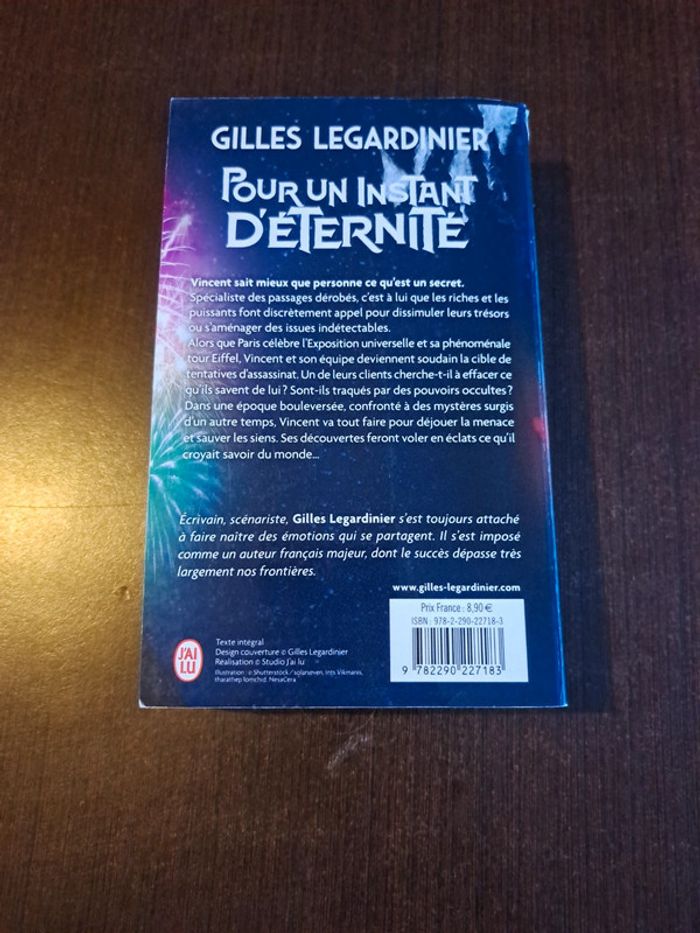 GILLES LEGARDINIER
POUR UN INSTANT
D'ÉTERNITÉ
Vincent sait mieux que personne ce qu'est un secret.
Spécialiste des passages dérobés, c'est à lui que les riches et les
puissants font discrètement appel pour dissimuler leurs trésors
ou s'aménager des issues indétectables.
Alors que Paris célèbre l'Exposition universelle et sa phénoménale
tour Eiffel, Vincent et son équipe deviennent soudain la cible de
tentatives d'assassinat. Un de leurs clients cherche-t-il à effacer ce
qu'ils savent de lui ? Sont-ils traqués par des pouvoirs occultes ?
Dans une époque bouleversée, confronté à des mystères surgis
d'un autre temps, Vincent va tout faire pour déjouer la menace
et sauver les siens. Ses découvertes feront voler en éclats ce qu'il
croyait savoir du monde...
Écrivain, scénariste, Gilles Legardinier s'est toujours attaché
à faire naître des émotions qui se partagent. Il s'est imposé
comme un auteur français majeur, dont le succès dépasse très
largement nos frontières.
www.gilles-legardinier.com
Prix France : 8,90 €
ISBN : 978-2-290-22718-3
9 782290 227183
J'AI
LU
Texte intégral
Design couverture © Gilles Legardinier
Réalisation © Studio J'ai lu
Illustration : © Shutterstock / solarseven, Ints Vikmanis,
tharathep lomchid, NesaCera